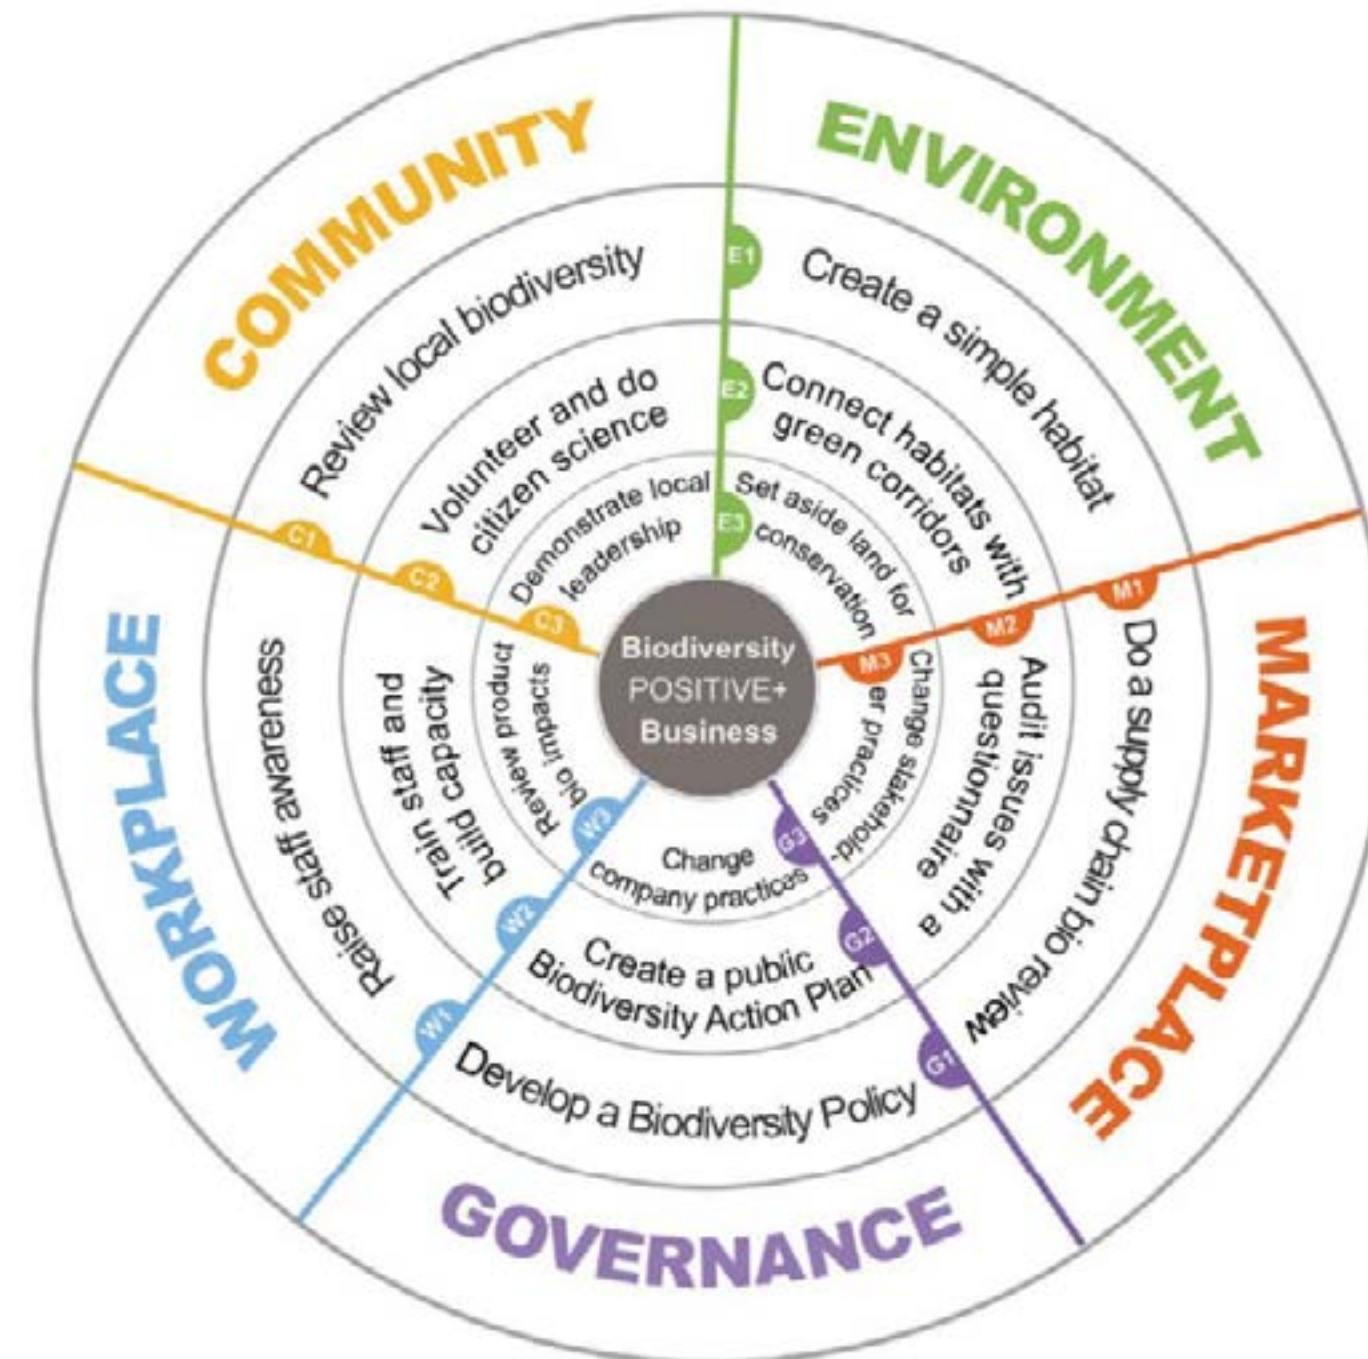 COMMUNITY
C1
Review local biodiversity
C2
Volunteer and do
citizen science
C3
Demonstrate local
leadership
ENVIRONMENT
E1
Create a simple habitat
E2
Connect habitats with
green corridors
E3
Set aside land for
conservation
MARKETPLACE
M1
Do a supply chain bio review
M2
Audit issues with a
questionnaire
M3
Change stakehold-
er practices
GOVERNANCE
G1
Develop a Biodiversity Policy
G2
Create a public
Biodiversity Action Plan
G3
Change
company practices
WORKPLACE
W1
Raise staff awareness
W2
Train staff and
build capacity
W3
Review product
bio impacts
Biodiversity
POSITIVE+
Business